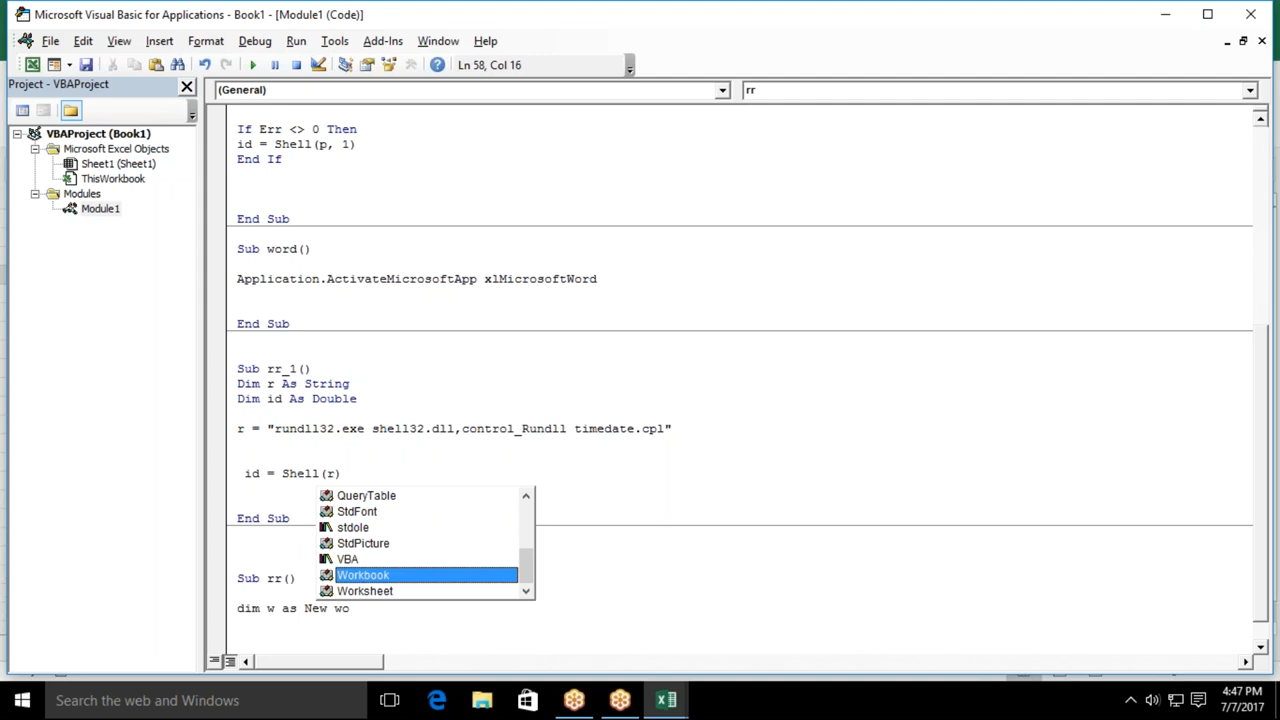 Microsoft Visual Basic for Applications - Book1 - [Module1 (Code)]
File Edit View Insert Format Debug Run Tools Add-Ins Window Help
Ln 58, Col 16
Project - VBAProject
(General)
rr
VBAProject (Book1)
Microsoft Excel Objects
Sheet1 (Sheet1)
ThisWorkbook
Modules
Module1
If Err <> 0 Then
id = Shell(p, 1)
End If
End Sub
Sub word()
Application.ActivateMicrosoftApp xlMicrosoftWord
End Sub
Sub rr_1()
Dim r As String
Dim id As Double
r = "rundll32.exe shell32.dll,control_Rundll timedate.cpl"
id = Shell(r)
QueryTable
StdFont
stdole
StdPicture
VBA
Workbook
Worksheet
End Sub
Sub rr()
dim w as New wo
Search the web and Windows
4:47 PM
7/7/2017